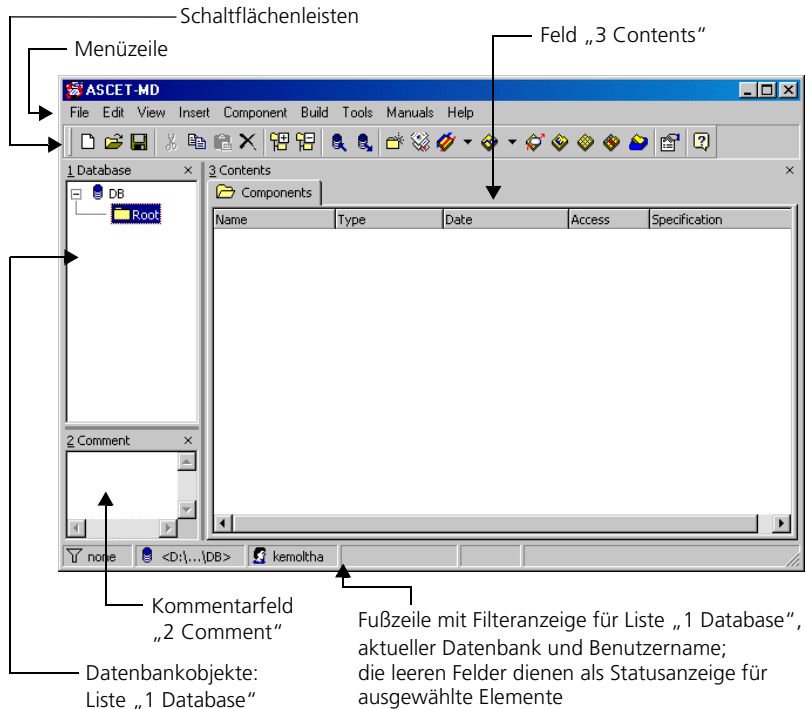 Schaltflächenleisten
Menüzeile
Feld „3 Contents“
ASCET-MD
File Edit View Insert Component Build Tools Manuals Help
1 Database
3 Contents
DB
Root
Components
Name Type Date Access Specification
2 Comment
none <D:\...\DB> kemoltha
Kommentarfeld
„2 Comment“
Fußzeile mit Filteranzeige für Liste „1 Database“,
aktueller Datenbank und Benutzername;
die leeren Felder dienen als Statusanzeige für
ausgewählte Elemente
Datenbankobjekte:
Liste „1 Database“